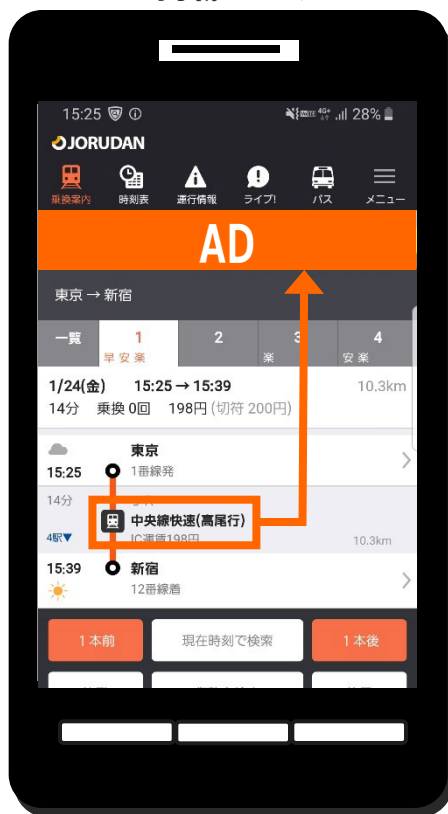 15:25 4G+ 28%
JORUDAN
乗換案内 時刻表 運行情報 ライブ! バス メニュー
AD
東京 → 新宿
一覧 1 2 3 4
早 安 楽 楽 安 楽
1/24(金) 15:25 → 15:39 10.3km
14分 乗換 0回 198円 (切符 200円)
東京
15:25 1番線発
14分
中央線快速(高尾行)
4駅▼ IC運賃198円 10.3km
15:39 新宿
12番線着
1 本前 現在時刻で検索 1 本後